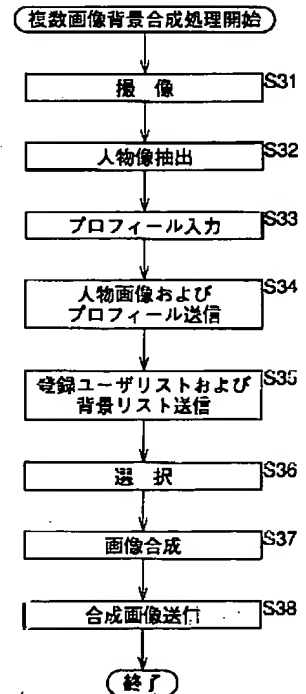 複数画像背景合成処理開始
撮 像 S31
人物像抽出 S32
プロフィール入力 S33
人物画像および S34
プロフィール送信
登録ユーザリストおよび S35
背景リスト送信
選 択 S36
画像合成 S37
合成画像送信 S38
終了